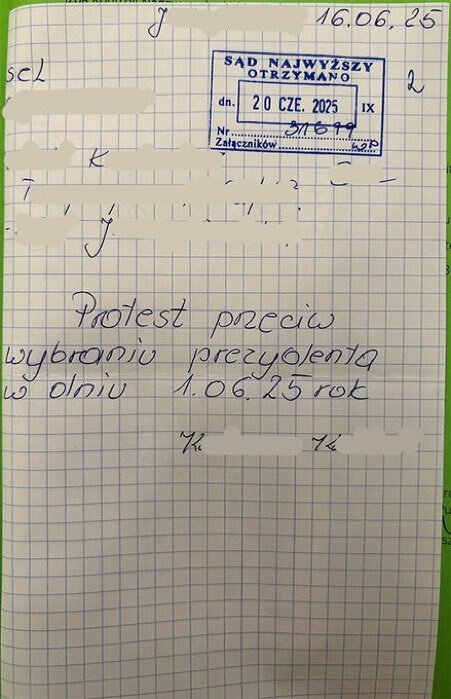 J 16.06.25
SĄD NAJWYŻSZY
OTRZYMANO
dn. 20 CZE. 2025 IX
Nr 31699
Załączników
2
K
J
Protest przeciw
wybraniu prezydenta
w dniu 1.06.25 rok
K K